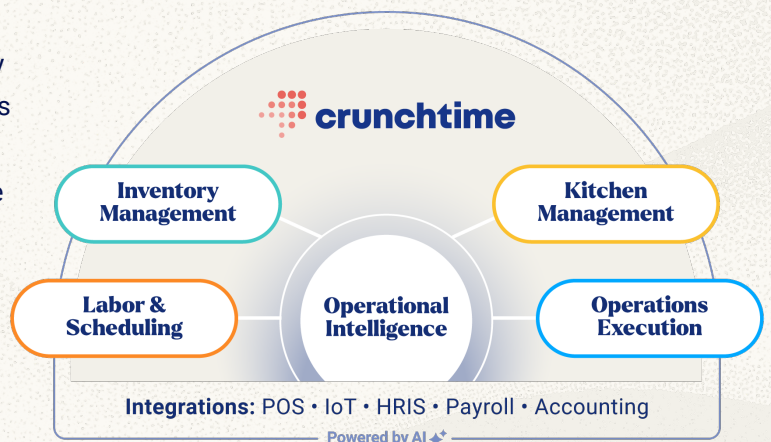 crunchtime
Inventory
Management
Kitchen
Management
Labor &
Scheduling
Operational
Intelligence
Operations
Execution
Integrations: POS • IoT • HRIS • Payroll • Accounting
Powered by AI